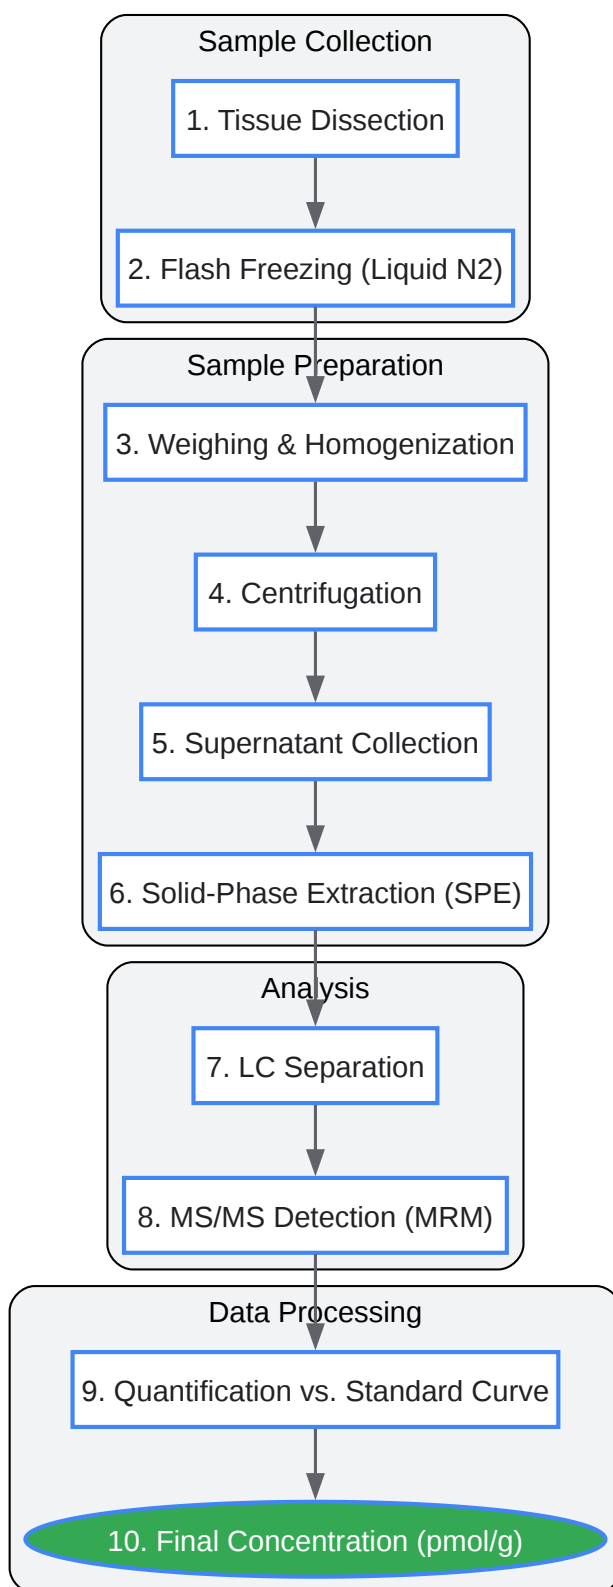 Sample Collection
1. Tissue Dissection
2. Flash Freezing (Liquid N2)
Sample Preparation
3. Weighing & Homogenization
4. Centrifugation
5. Supernatant Collection
6. Solid-Phase Extraction (SPE)
Analysis
7. LC Separation
8. MS/MS Detection (MRM)
Data Processing
9. Quantification vs. Standard Curve
10. Final Concentration (pmol/g)